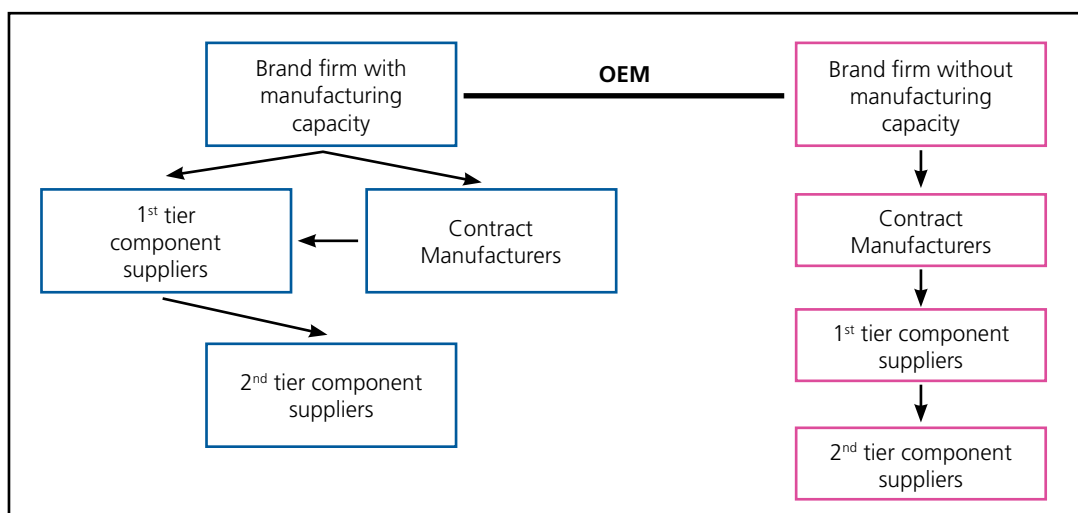 Brand firm with
manufacturing
capacity
OEM
Brand firm without
manufacturing
capacity
1st tier
component
suppliers
Contract
Manufacturers
2nd tier component
suppliers
Contract
Manufacturers
1st tier component
suppliers
2nd tier component
suppliers